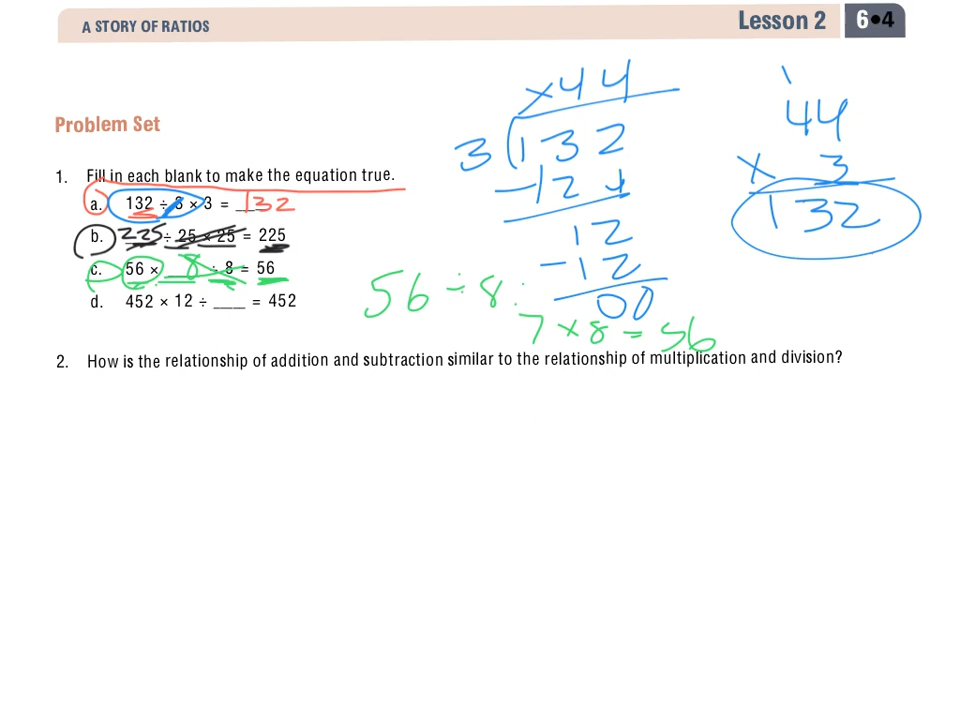 A STORY OF RATIOS
Lesson 2
6•4
Problem Set
1. Fill in each blank to make the equation true.
a. 132 ÷ 3 × 3 = 132
b. 225 ÷ 25 × 25 = 225
c. 56 × 8 ÷ 8 = 56
d. 452 × 12 ÷ ____ = 452
x44
3 132
-12
12
-12
00
44
x 3
132
1
56 ÷ 8 :
7 x 8 = 56
2. How is the relationship of addition and subtraction similar to the relationship of multiplication and division?